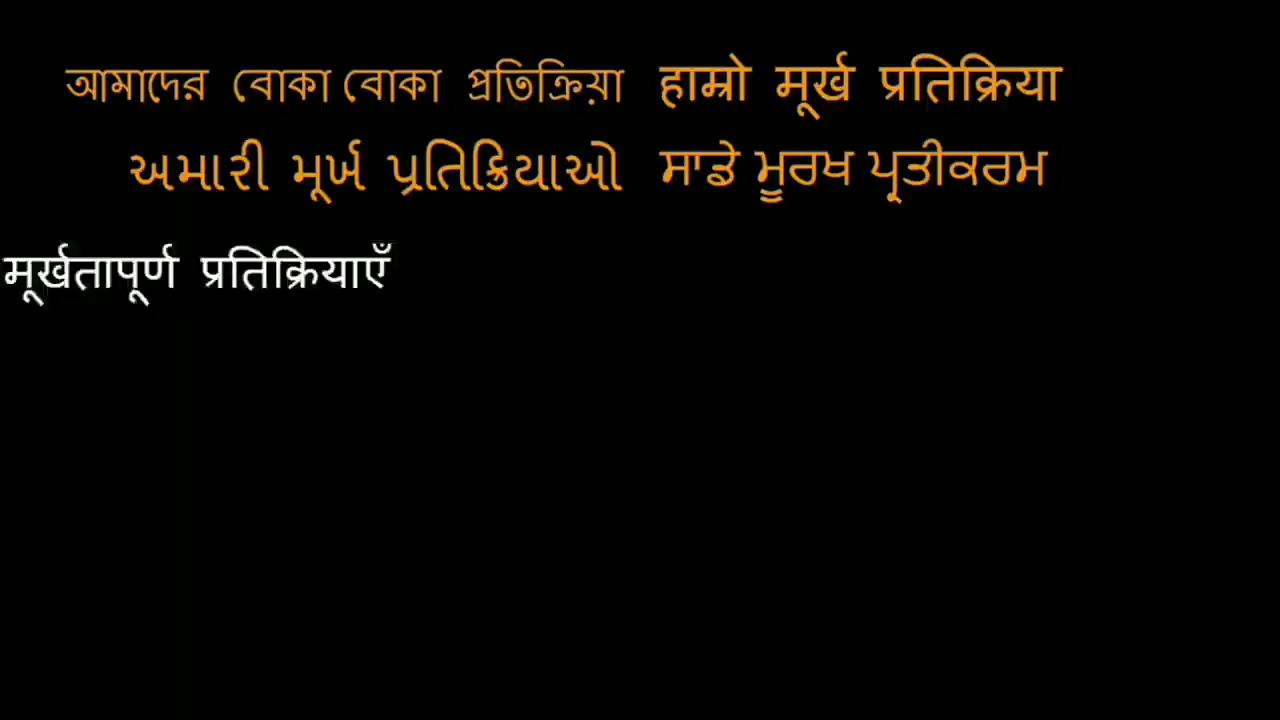 আমাদের বোকা বোকা প্রতিক্রিয়া हाम्रो मूर्ख प्रतिक्रिया
અમારી મૂર્ખ પ્રતિક્રિયાઓ ਸਾਡੇ ਮੂਰਖ ਪ੍ਰਤੀਕਰਮ
मूर्खतापूर्ण प्रतिक्रियाएँ